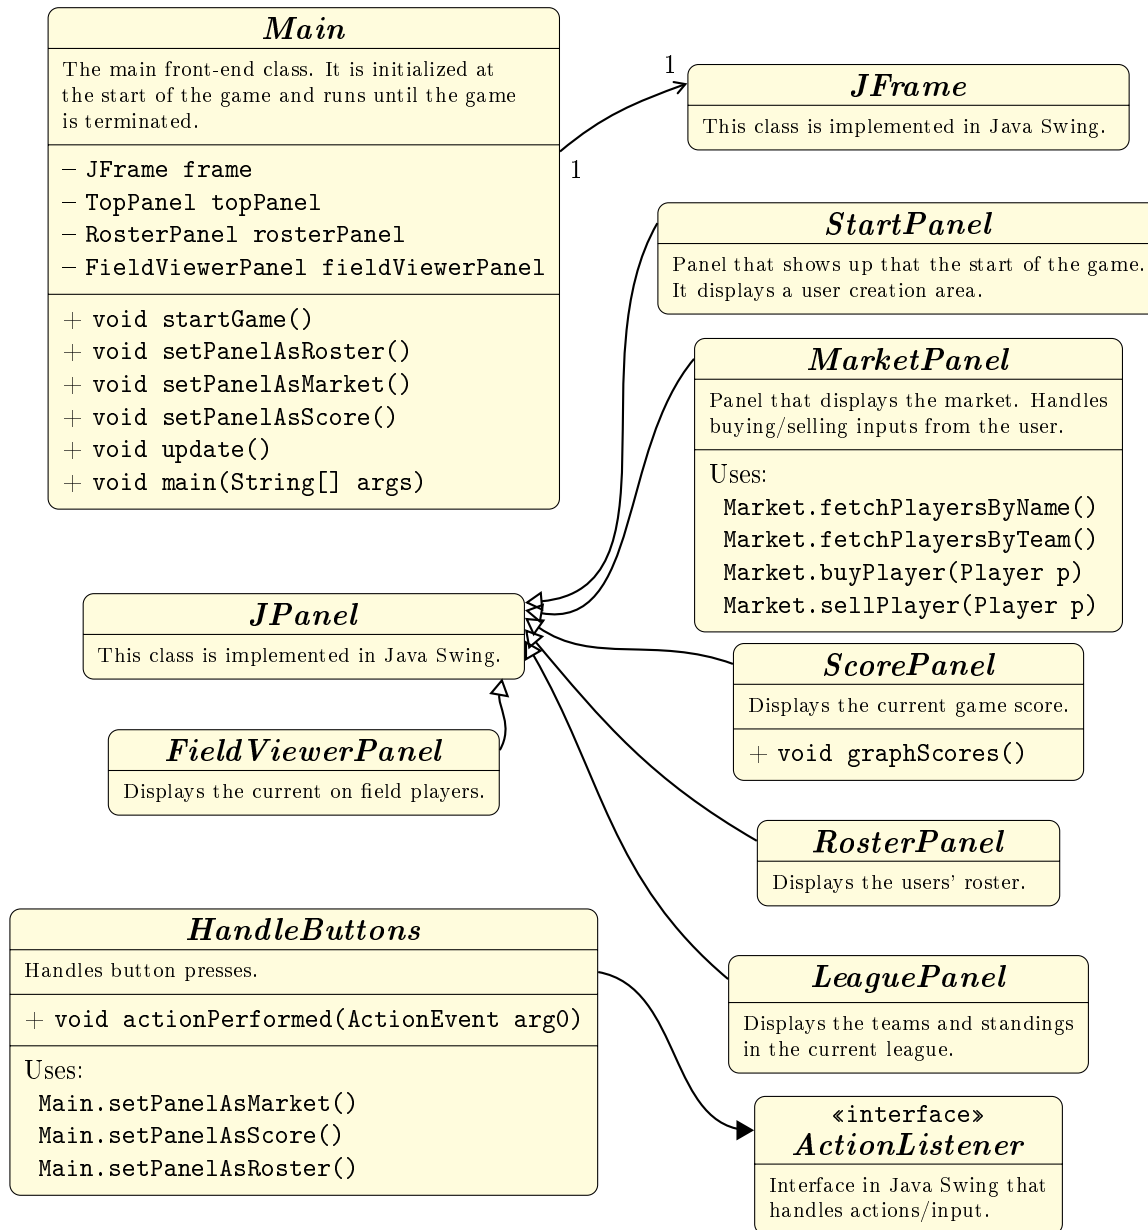 Main
The main front-end class. It is initialized at
the start of the game and runs until the game
is terminated.
− JFrame frame
− TopPanel topPanel
− RosterPanel rosterPanel
− FieldViewerPanel fieldViewerPanel
+ void startGame()
+ void setPanelAsRoster()
+ void setPanelAsMarket()
+ void setPanelAsScore()
+ void update()
+ void main(String[] args)
1
1
JFrame
This class is implemented in Java Swing.
StartPanel
Panel that shows up that the start of the game.
It displays a user creation area.
MarketPanel
Panel that displays the market. Handles
buying/selling inputs from the user.
Uses:
Market.fetchPlayersByName()
Market.fetchPlayersByTeam()
Market.buyPlayer(Player p)
Market.sellPlayer(Player p)
JPanel
This class is implemented in Java Swing.
ScorePanel
Displays the current game score.
+ void graphScores()
FieldViewerPanel
Displays the current on field players.
RosterPanel
Displays the users' roster.
HandleButtons
Handles button presses.
+ void actionPerformed(ActionEvent arg0)
Uses:
Main.setPanelAsMarket()
Main.setPanelAsScore()
Main.setPanelAsRoster()
LeaguePanel
Displays the teams and standings
in the current league.
«interface»
ActionListener
Interface in Java Swing that
handles actions/input.